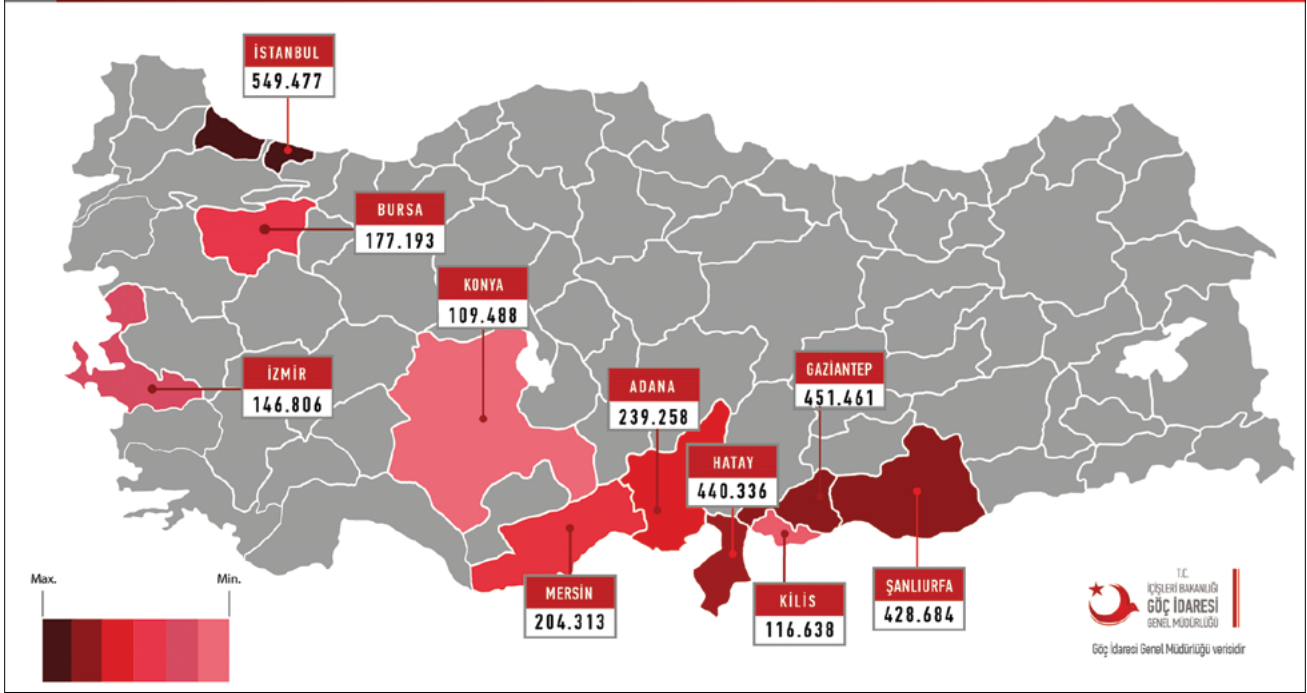 İSTANBUL
549.477
BURSA
177.193
KONYA
109.488
İZMİR
146.806
ADANA
239.258
GAZİANTEP
451.461
HATAY
440.336
MERSİN
204.313
KİLİS
116.638
ŞANLIURFA
428.684
Max.
Min.
T.C.
İÇİŞLERİ BAKANLIĞI
GÖÇ İDARESİ
GENEL MÜDÜRLÜĞÜ
Göç İdaresi Genel Müdürlüğü verisidir